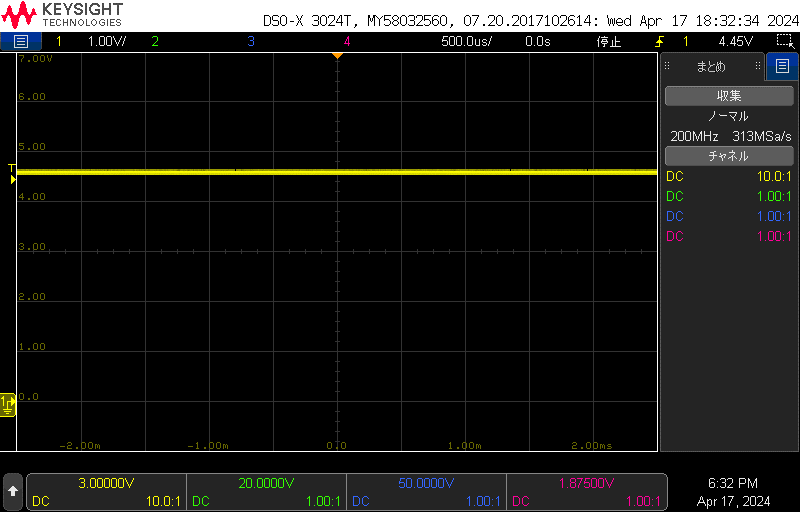 KEYSIGHT
TECHNOLOGIES
DSO-X 3024T, MY58032560, 07.20.2017102614: Wed Apr 17 18:32:34 2024
1 1.00V/ 2 3 4 500.0us/ 0.0s 停止 1 4.45V
7.00V
6.00
5.00
T
4.00
3.00
2.00
1.00
1 0.0
-2.00m -1.00m 0.0 1.00m 2.00ms
まとめ
収集
ノーマル
200MHz 313MSa/s
チャネル
DC 10.0:1
DC 1.00:1
DC 1.00:1
DC 1.00:1
3.00000V 20.0000V 50.0000V 1.87500V
DC 10.0:1 DC 1.00:1 DC 1.00:1 DC 1.00:1
6:32 PM
Apr 17, 2024